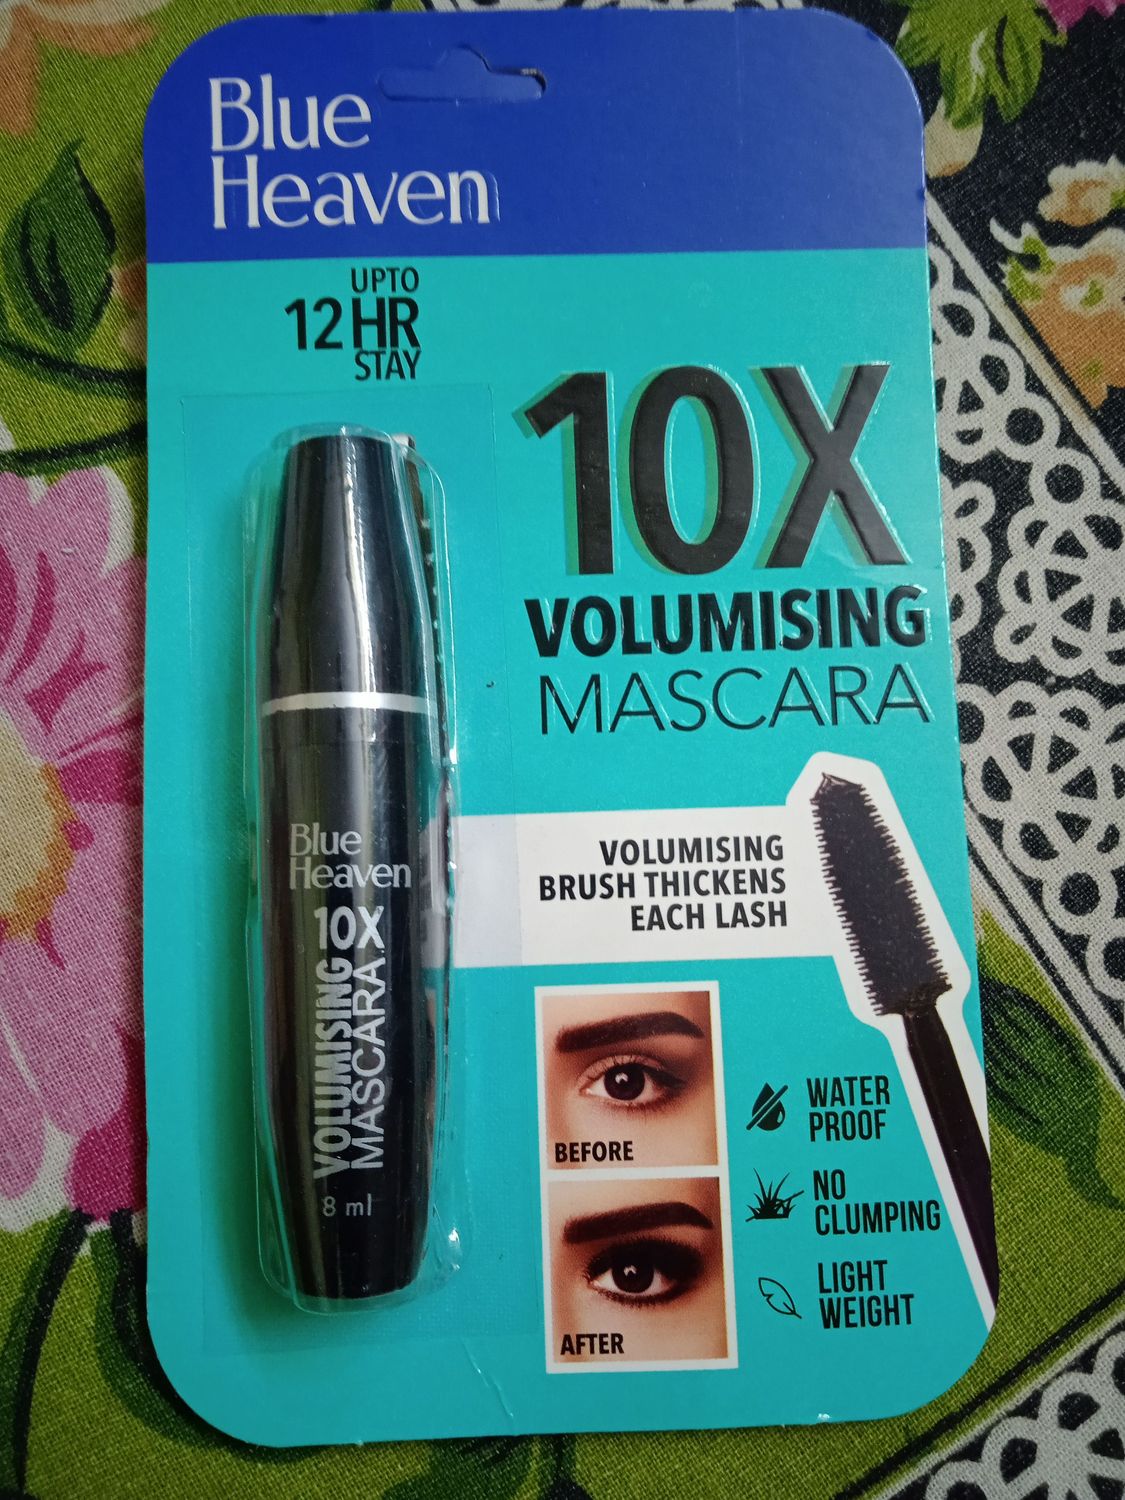 Blue
Heaven
UPTO
12 HR
STAY
10X
VOLUMISING
MASCARA
VOLUMISING
BRUSH THICKENS
EACH LASH
Blue
Heaven
10X
VOLUMISING
MASCARA
8 ml
BEFORE
AFTER
WATER
PROOF
NO
CLUMPING
LIGHT
WEIGHT